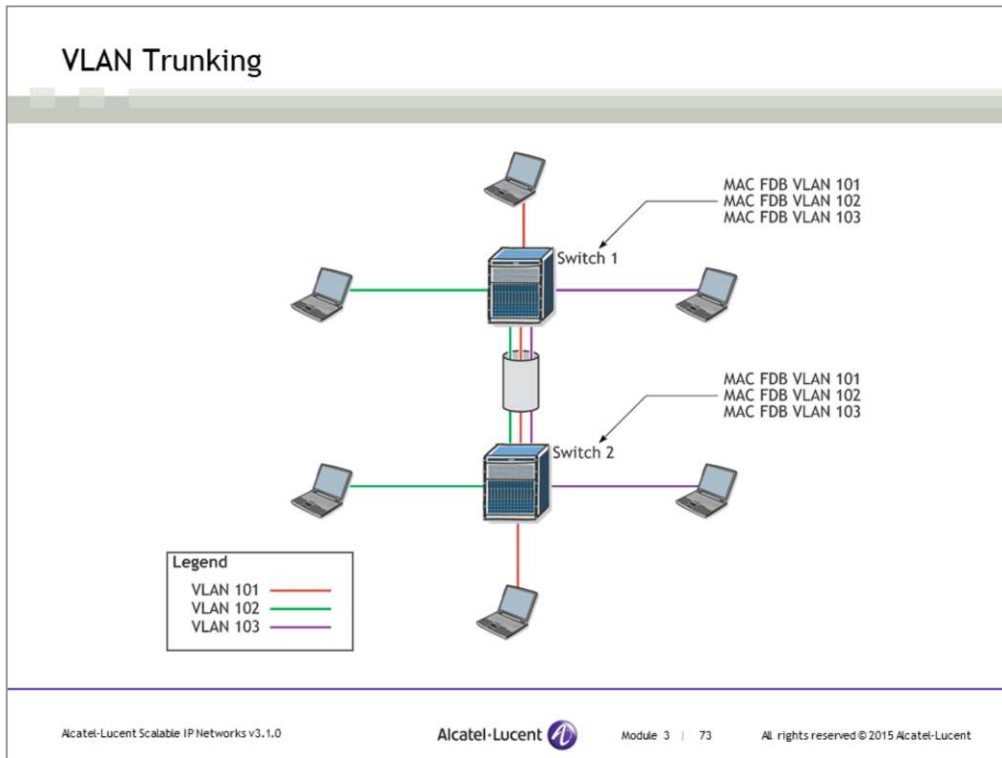 VLAN Trunking
MAC FDB VLAN 101
MAC FDB VLAN 102
MAC FDB VLAN 103
Switch 1
MAC FDB VLAN 101
MAC FDB VLAN 102
MAC FDB VLAN 103
Switch 2
Legend
VLAN 101
VLAN 102
VLAN 103
Alcatel-Lucent Scalable IP Networks v3.1.0
Alcatel·Lucent
Module 3 | 73
All rights reserved © 2015 Alcatel-Lucent